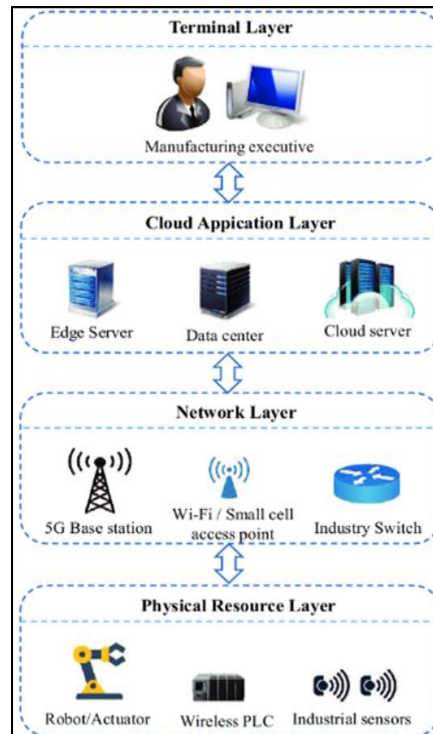 Terminal Layer
Manufacturing executive
Cloud Appication Layer
Edge Server
Data center
Cloud server
Network Layer
5G Base station
Wi-Fi / Small cell
access point
Industry Switch
Physical Resource Layer
Robot/Actuator
Wireless PLC
Industrial sensors